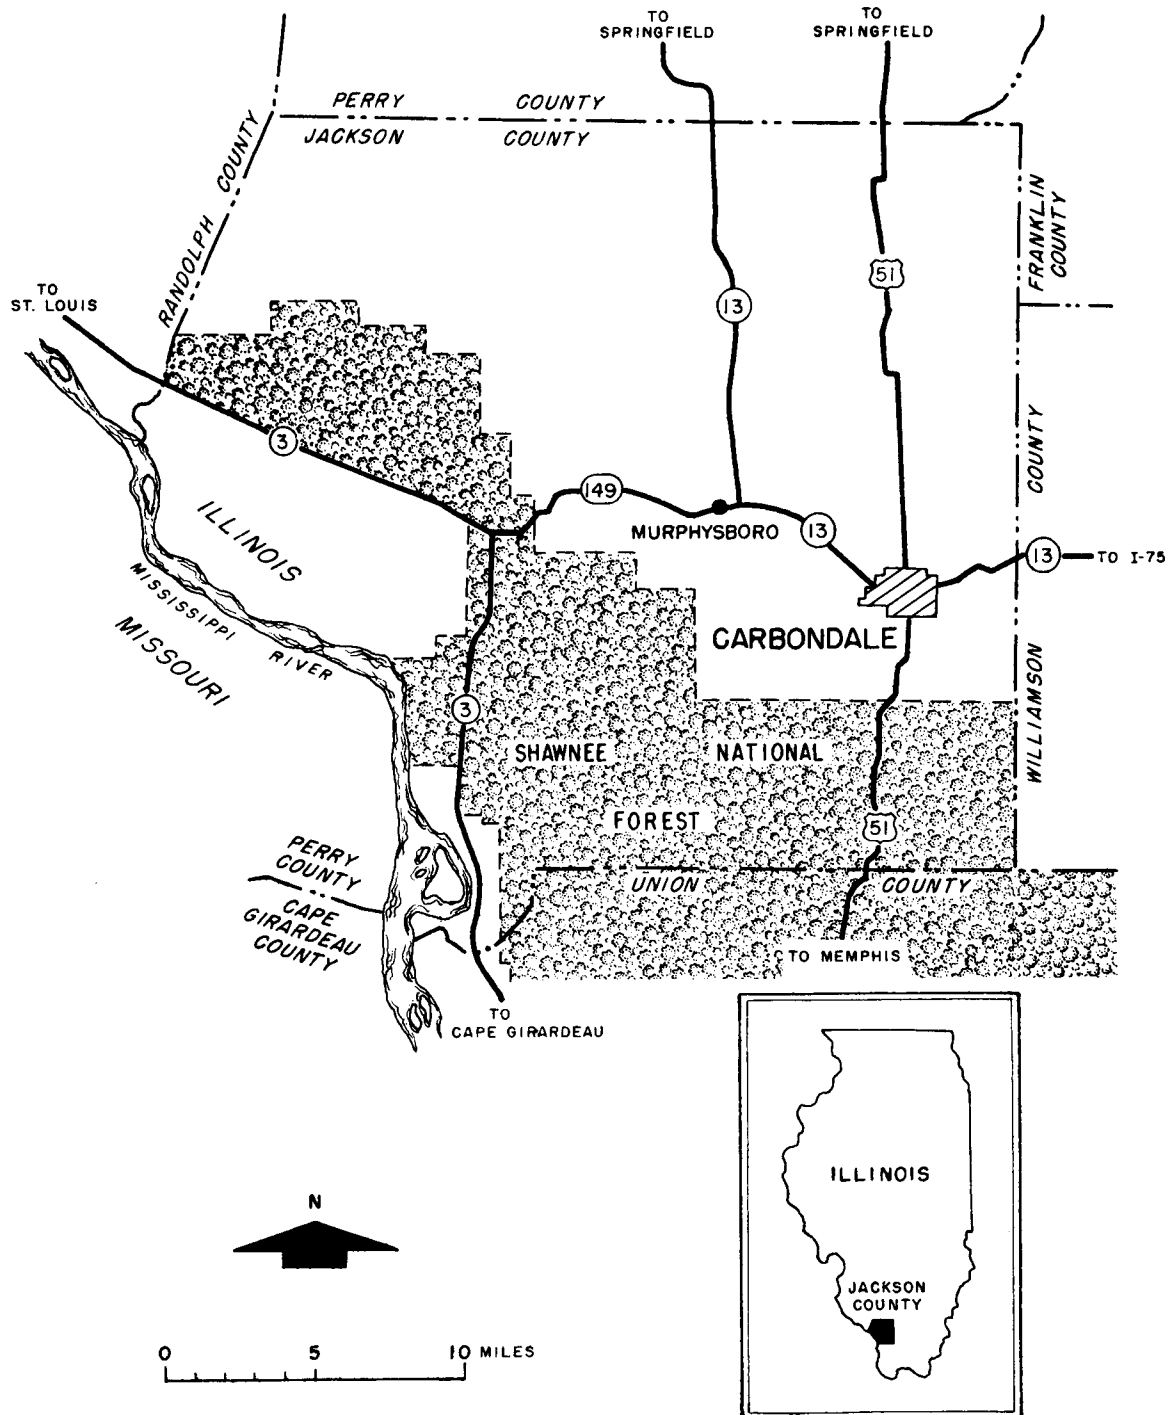 TO
SPRINGFIELD
TO
SPRINGFIELD
PERRY COUNTY
JACKSON COUNTY
RANDOLPH COUNTY
FRANKLIN
COUNTY
TO
ST. LOUIS
51
13
3
149
MURPHYSBORO
13
13
TO I-75
ILLINOIS
MISSISSIPPI RIVER
MISSOURI
CARBONDALE
WILLIAMSON COUNTY
3
SHAWNEE NATIONAL
FOREST
51
PERRY
COUNTY
CAPE
GIRARDEAU
COUNTY
UNION COUNTY
TO MEMPHIS
TO
CAPE GIRARDEAU
ILLINOIS
JACKSON
COUNTY
N
0 5 10 MILES